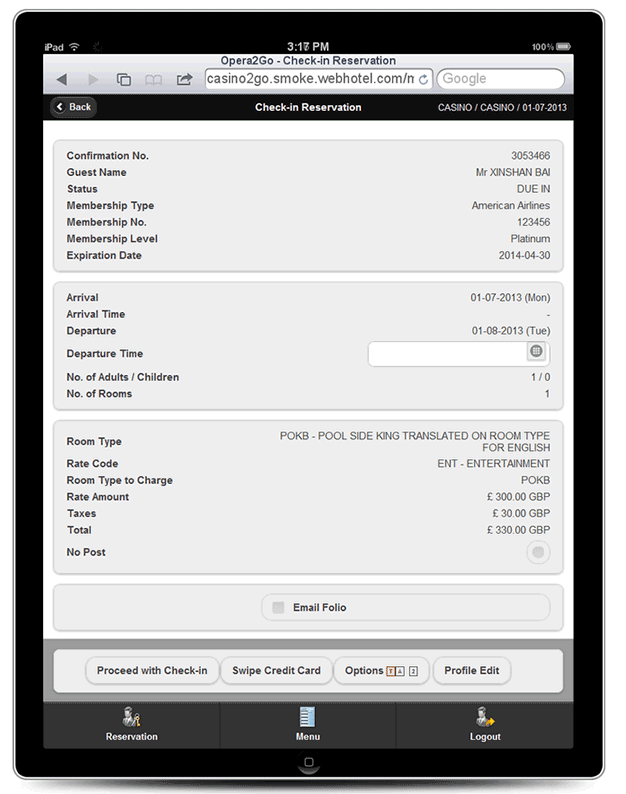 iPad 3:17 PM 100%
Opera2Go - Check-in Reservation
casino2go.smoke.webhotel.com/m Google
Back Check-in Reservation CASINO / CASINO / 01-07-2013
Confirmation No. 3053466
Guest Name Mr XINSHAN BAI
Status DUE IN
Membership Type American Airlines
Membership No. 123456
Membership Level Platinum
Expiration Date 2014-04-30
Arrival 01-07-2013 (Mon)
Arrival Time -
Departure 01-08-2013 (Tue)
Departure Time
No. of Adults / Children 1 / 0
No. of Rooms 1
Room Type POKB - POOL SIDE KING TRANSLATED ON ROOM TYPE
FOR ENGLISH
Rate Code ENT - ENTERTAINMENT
Room Type to Charge POKB
Rate Amount £ 300.00 GBP
Taxes £ 30.00 GBP
Total £ 330.00 GBP
No Post
Email Folio
Proceed with Check-in Swipe Credit Card Options T A 2 Profile Edit
Reservation Menu Logout